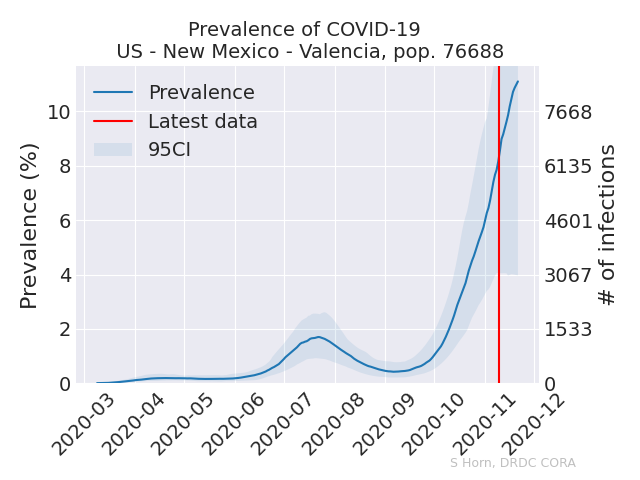 Prevalence of COVID-19
US - New Mexico - Valencia, pop. 76688
Prevalence
Latest data
95CI
Prevalence (%)
10
8
6
4
2
0
7668
6135
4601
3067
1533
0
# of infections
2020-03
2020-04
2020-05
2020-06
2020-07
2020-08
2020-09
2020-10
2020-11
2020-12
S Horn, DRDC CORA